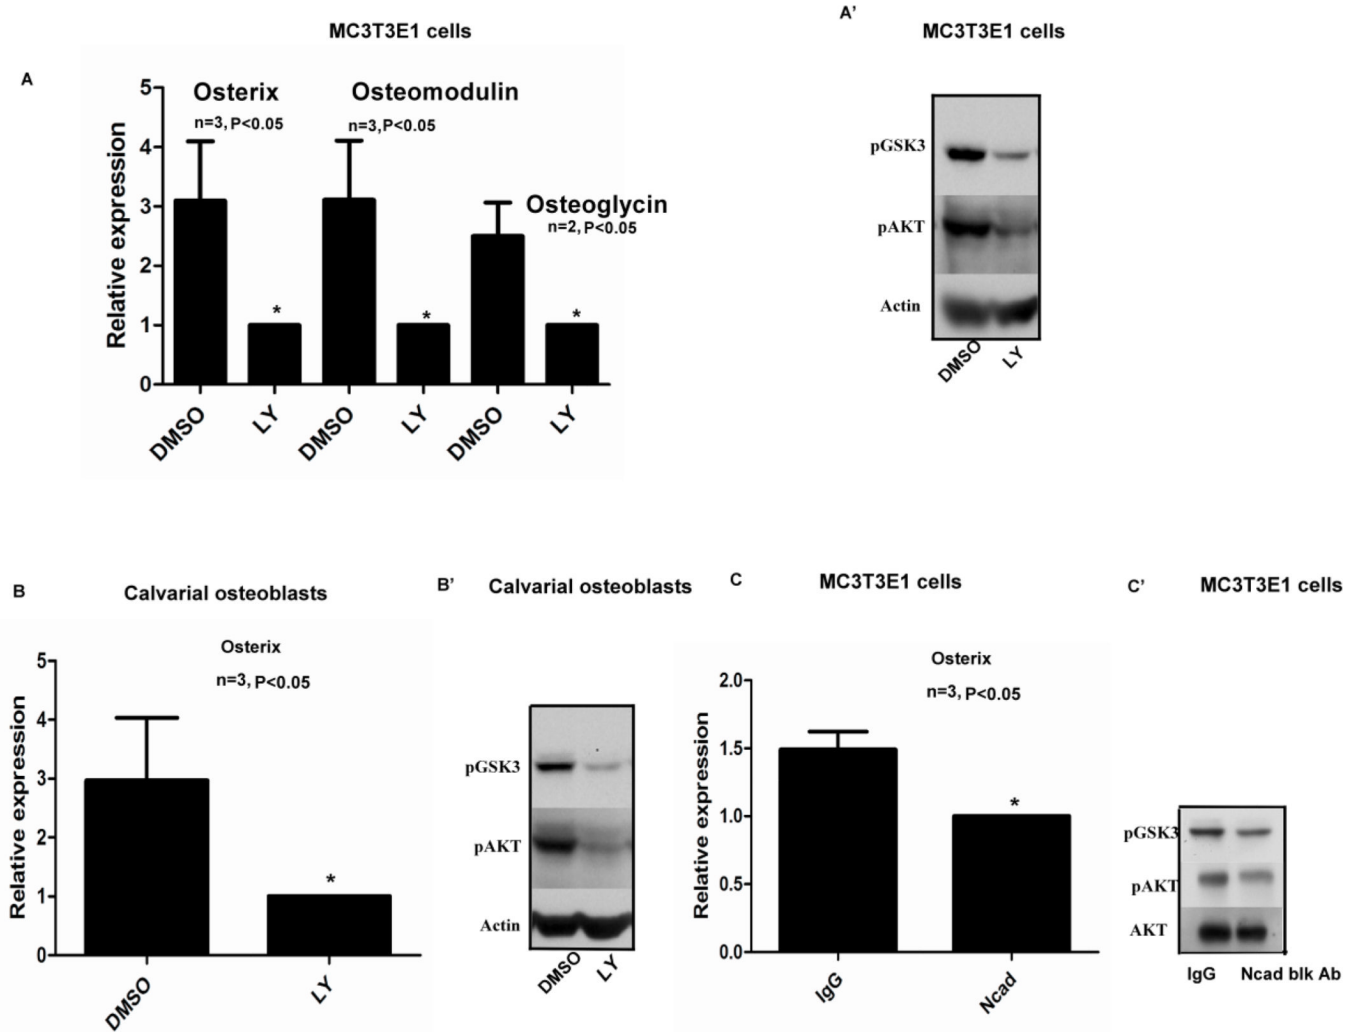 MC3T3E1 cells
A
Osterix
n=3, P<0.05
Osteomodulin
n=3,P<0.05
Osteoglycin
n=2, P<0.05
Relative expression
5
4
3
2
1
0
*
*
*
DMSO
LY
DMSO
LY
DMSO
LY
A'
MC3T3E1 cells
pGSK3
pAKT
Actin
DMSO
LY
B
Calvarial osteoblasts
Osterix
n=3, P<0.05
Relative expression
5
4
3
2
1
0
*
DMSO
LY
B'
Calvarial osteoblasts
pGSK3
pAKT
Actin
DMSO
LY
C
MC3T3E1 cells
Osterix
n=3, P<0.05
Relative expression
2.0
1.5
1.0
0.5
0.0
*
IgG
Ncad
C'
MC3T3E1 cells
pGSK3
pAKT
AKT
IgG Ncad blk Ab